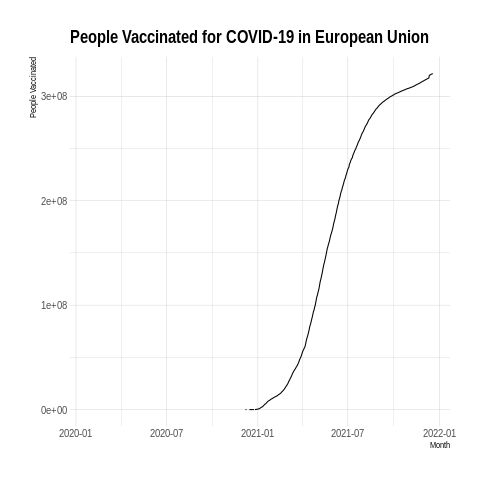 People Vaccinated for COVID-19 in European Union
People Vaccinated
3e+08
2e+08
1e+08
0e+00
2020-01 2020-07 2021-01 2021-07 2022-01
Month